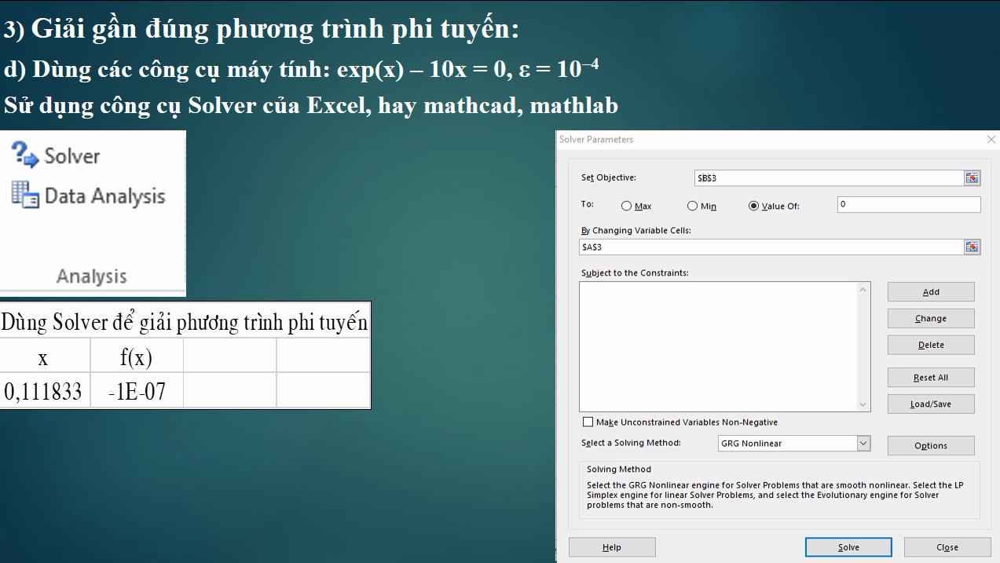 3) Giải gần đúng phương trình phi tuyến:
d) Dùng các công cụ máy tính: exp(x) – 10x = 0, ε = 10⁻⁴
Sử dụng công cụ Solver của Excel, hay mathcad, mathlab
Solver
Data Analysis
Analysis
Dùng Solver để giải phương trình phi tuyến
x f(x)
0,111833 -1E-07
Solver Parameters
Set Objective: $B$3
To: Max Min Value Of: 0
By Changing Variable Cells:
$A$3
Subject to the Constraints:
Add
Change
Delete
Reset All
Load/Save
Make Unconstrained Variables Non-Negative
Select a Solving Method: GRG Nonlinear Options
Solving Method
Select the GRG Nonlinear engine for Solver Problems that are smooth nonlinear. Select the LP
Simplex engine for linear Solver Problems, and select the Evolutionary engine for Solver
problems that are non-smooth.
Help Solve Close